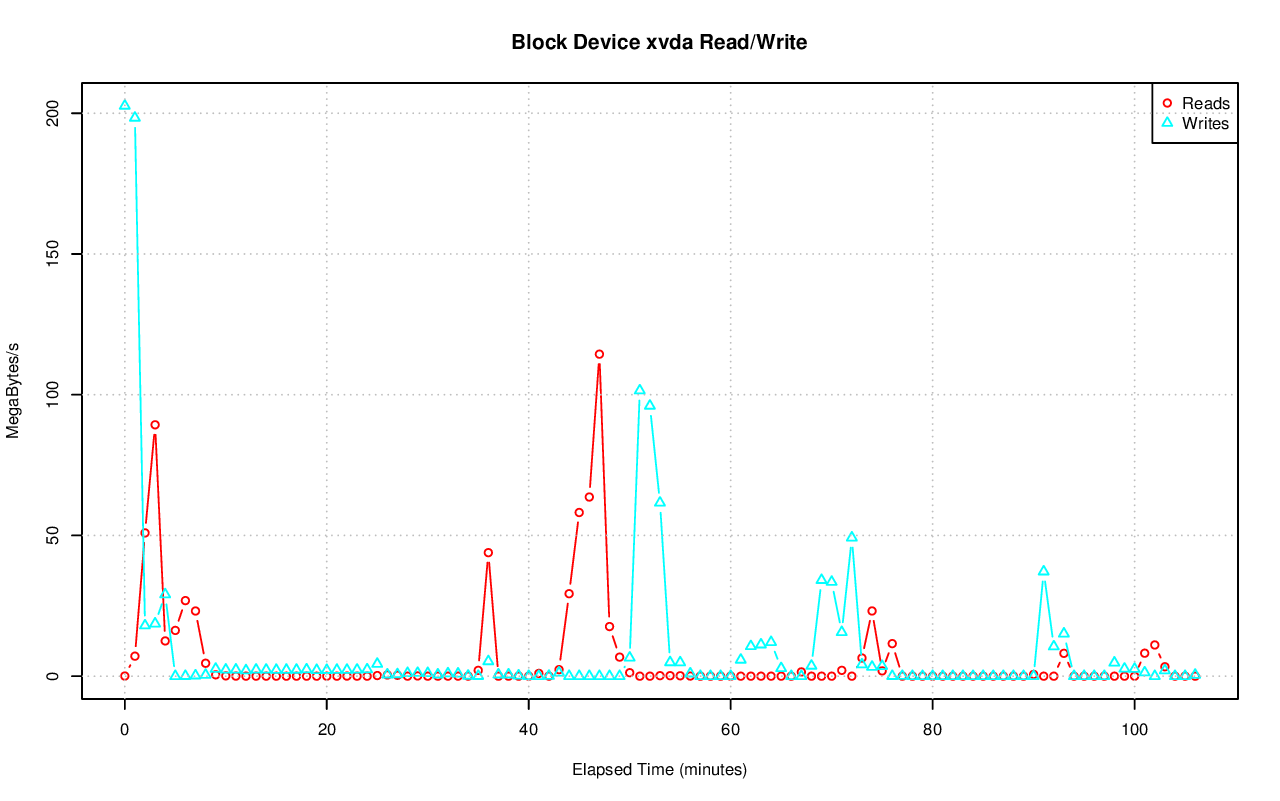 Block Device xvda Read/Write
Reads
Writes
MegaBytes/s
200
150
100
50
0
0 20 40 60 80 100
Elapsed Time (minutes)